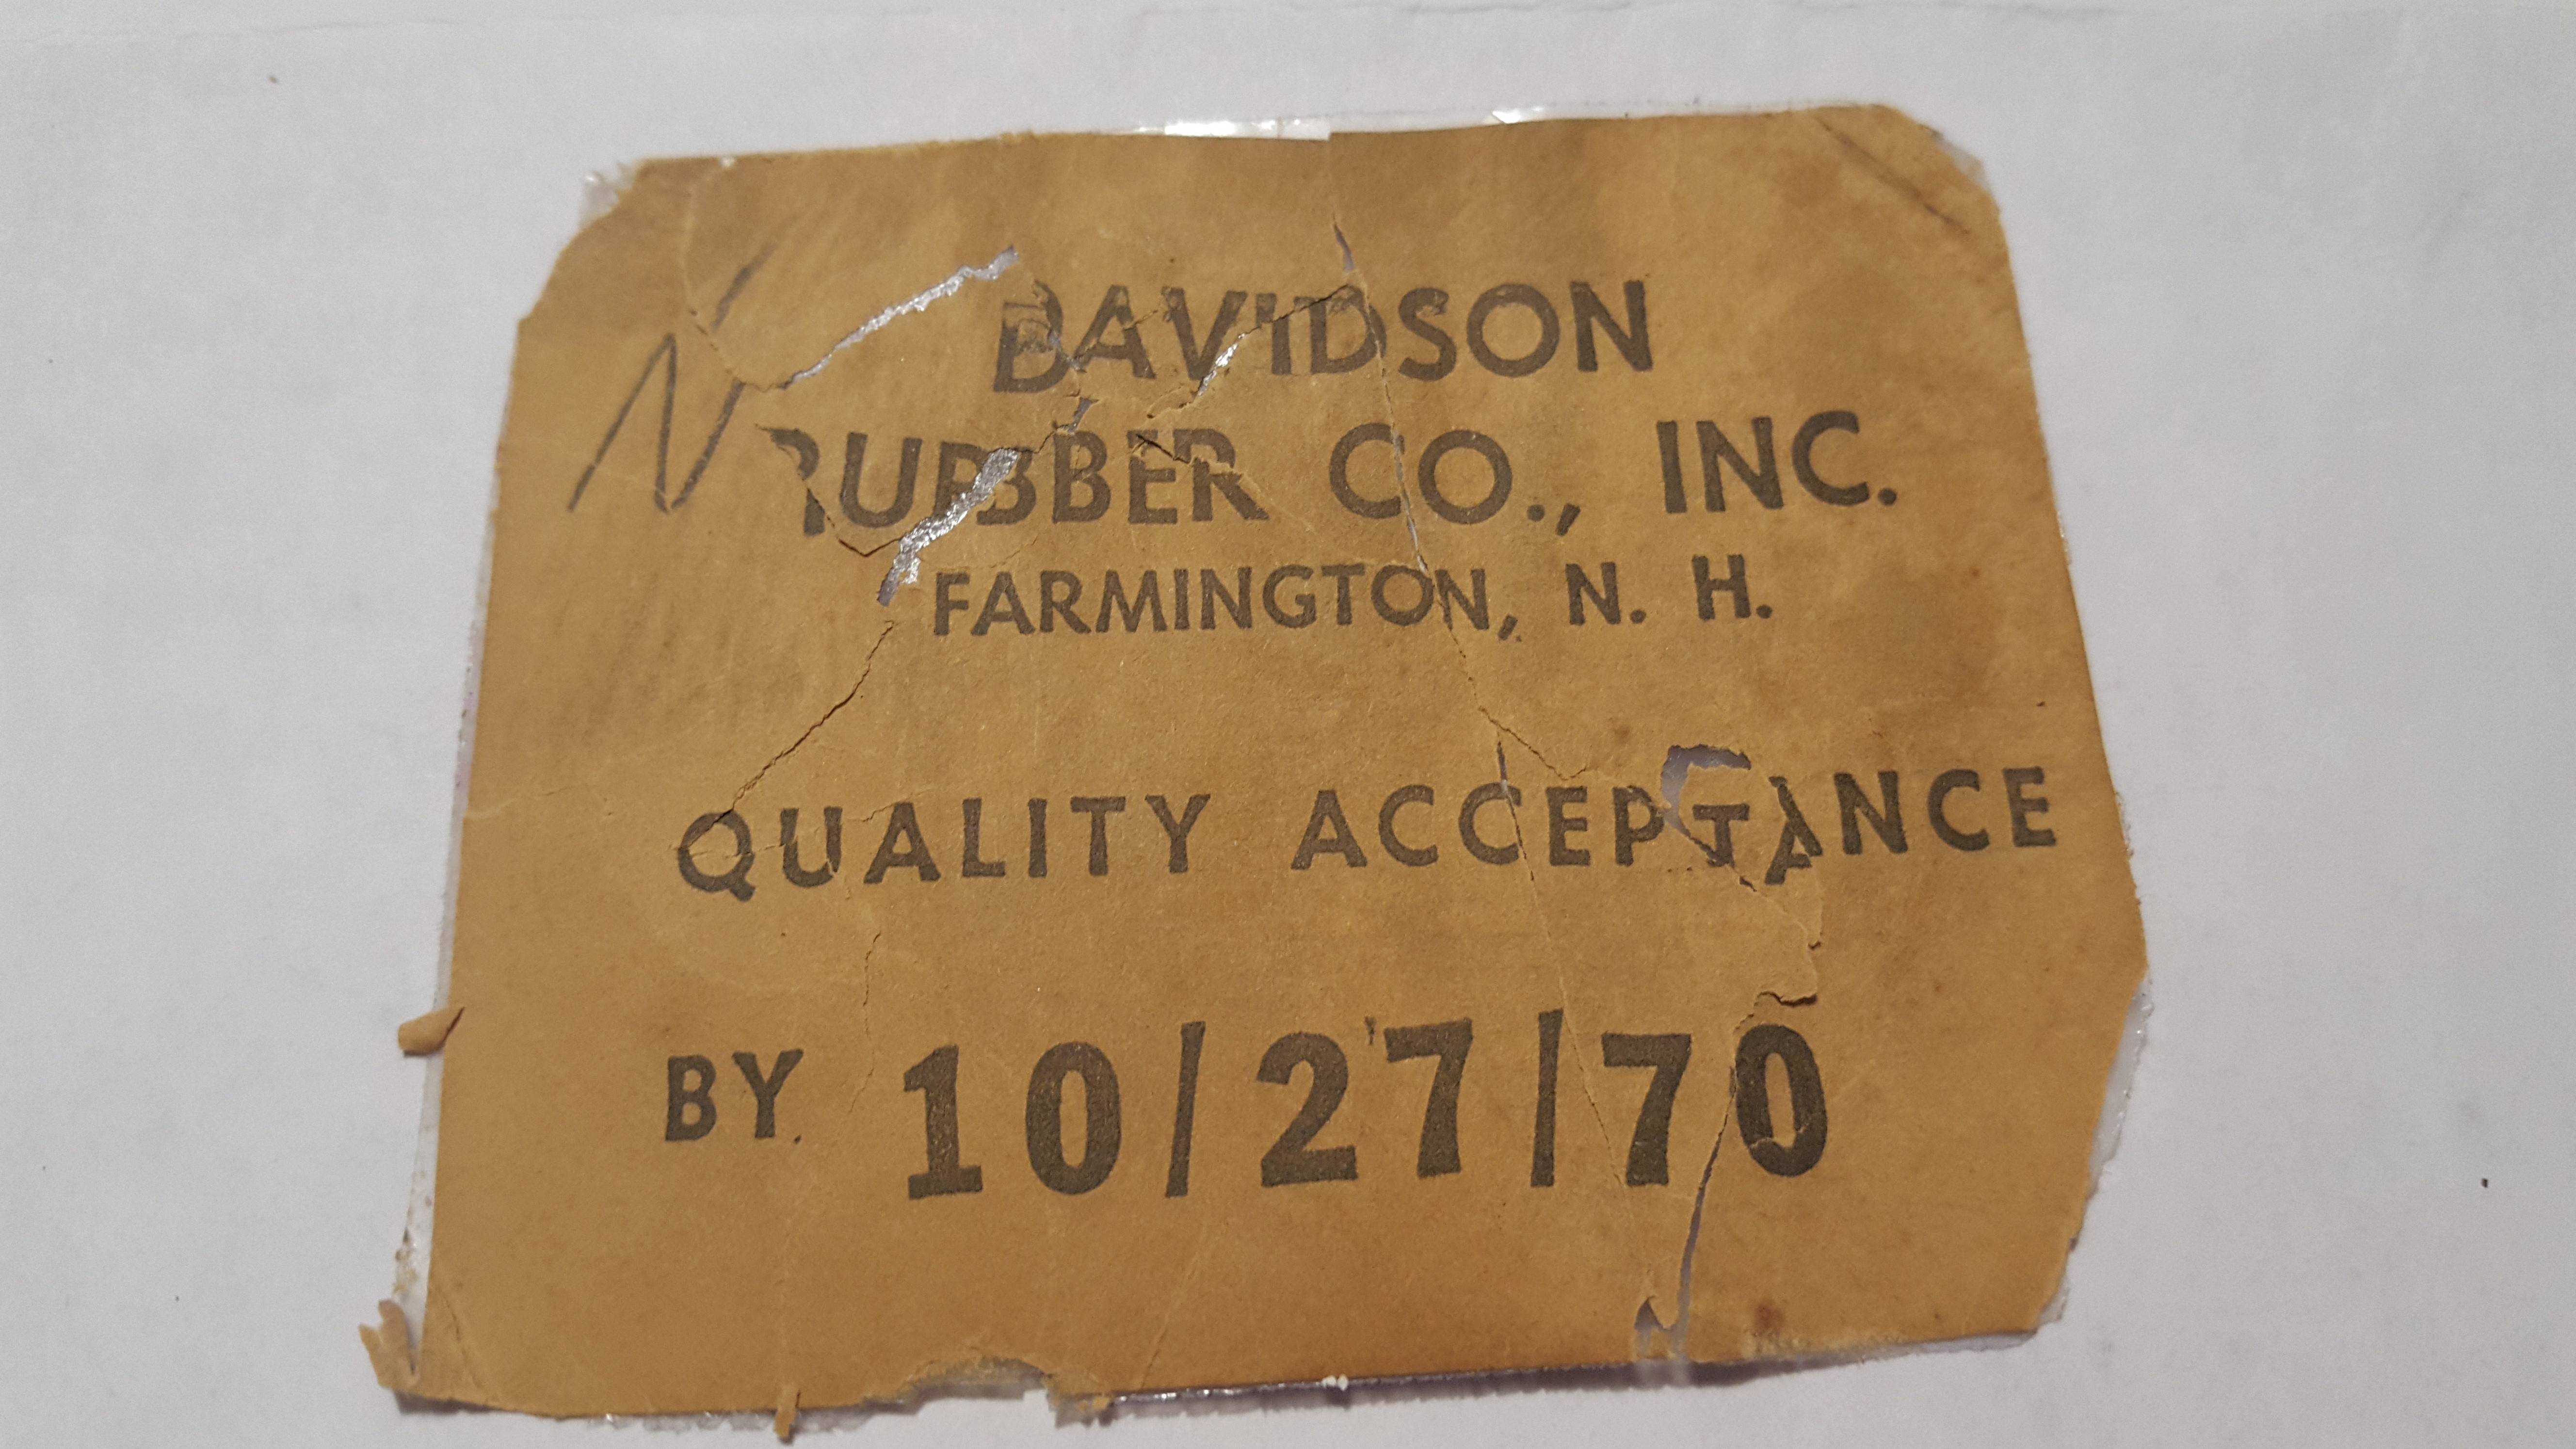 N
DAVIDSON
RUBBER CO., INC.
FARMINGTON, N. H.
QUALITY ACCEPTANCE
BY 10/27/70